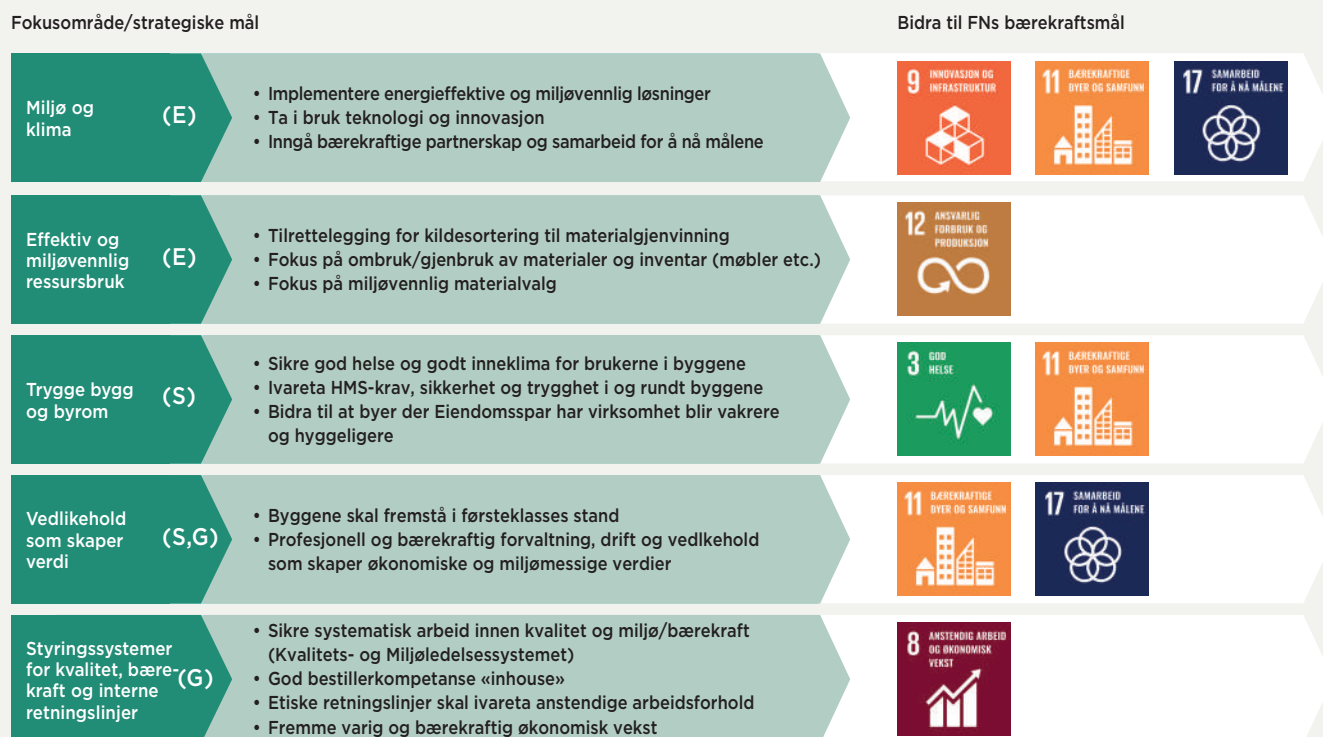 Fokusområde/strategiske mål
Bidra til FNs bærekraftsmål
Miljø og
klima
(E)
• Implementere energieffektive og miljøvennlig løsninger
• Ta i bruk teknologi og innovasjon
• Inngå bærekraftige partnerskap og samarbeid for å nå målene
9 INNOVASJON OG
INFRASTRUKTUR
11 BÆREKRAFTIGE
BYER OG SAMFUNN
17 SAMARBEID
FOR Å NÅ MÅLENE
Effektiv og
miljøvennlig
ressursbruk
(E)
• Tilrettelegging for kildesortering til materialgjenvinning
• Fokus på ombruk/gjenbruk av materialer og inventar (møbler etc.)
• Fokus på miljøvennlig materialvalg
12 ANSVARLIG
FORBRUK OG
PRODUKSJON
Trygge bygg
og byrom
(S)
• Sikre god helse og godt inneklima for brukerne i byggene
• Ivareta HMS-krav, sikkerhet og trygghet i og rundt byggene
• Bidra til at byer der Eiendomsspar har virksomhet blir vakrere
og hyggeligere
3 GOD
HELSE
11 BÆREKRAFTIGE
BYER OG SAMFUNN
Vedlikehold
som skaper
verdi
(S,G)
• Byggene skal fremstå i førsteklasses stand
• Profesjonell og bærekraftig forvaltning, drift og vedlkehold
som skaper økonomiske og miljømessige verdier
11 BÆREKRAFTIGE
BYER OG SAMFUNN
17 SAMARBEID
FOR Å NÅ MÅLENE
Styringssystemer
for kvalitet, bære-
kraft og interne
retningslinjer
(G)
• Sikre systematisk arbeid innen kvalitet og miljø/bærekraft
(Kvalitets- og Miljøledelsessystemet)
• God bestillerkompetanse «inhouse»
• Etiske retningslinjer skal ivareta anstendige arbeidsforhold
• Fremme varig og bærekraftig økonomisk vekst
8 ANSTENDIG ARBEID
OG ØKONOMISK
VEKST